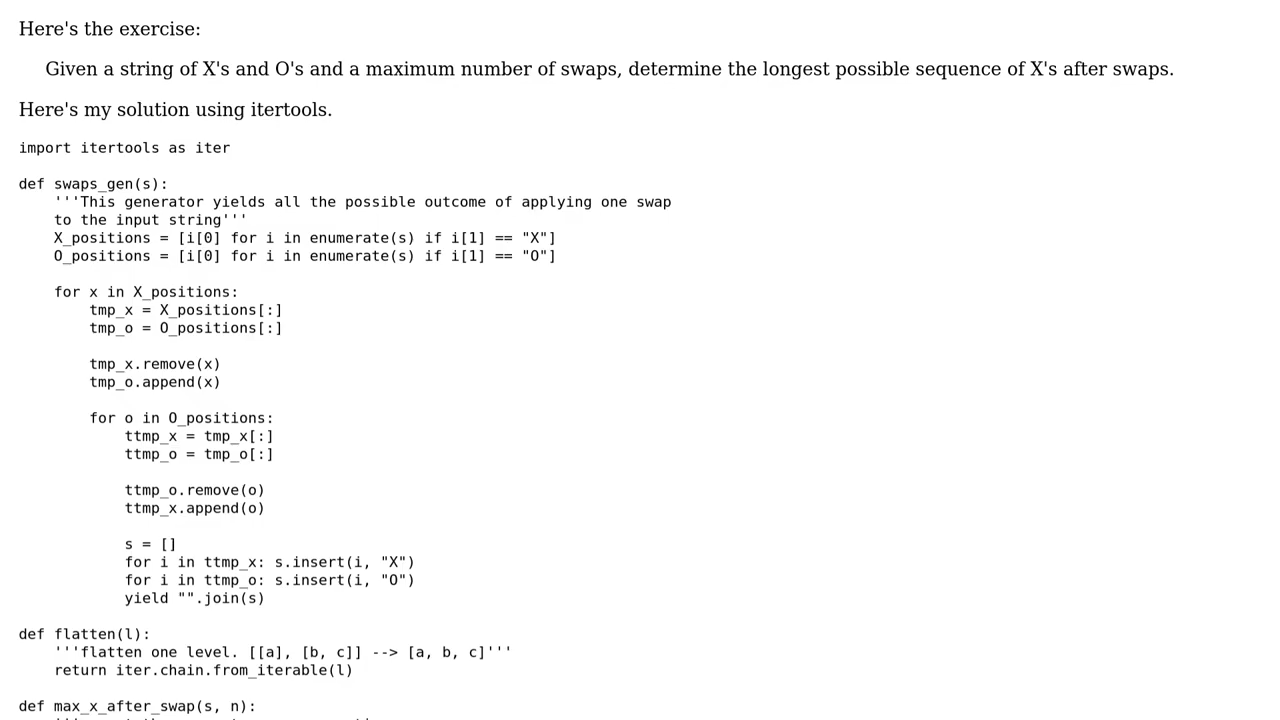 Here's the exercise:
Given a string of X's and O's and a maximum number of swaps, determine the longest possible sequence of X's after swaps.
Here's my solution using itertools.
import itertools as iter
def swaps_gen(s):
    '''This generator yields all the possible outcome of applying one swap
    to the input string'''
    X_positions = [i[0] for i in enumerate(s) if i[1] == "X"]
    O_positions = [i[0] for i in enumerate(s) if i[1] == "O"]
    for x in X_positions:
        tmp_x = X_positions[:]
        tmp_o = O_positions[:]
        tmp_x.remove(x)
        tmp_o.append(x)
        for o in O_positions:
            ttmp_x = tmp_x[:]
            ttmp_o = tmp_o[:]
            ttmp_o.remove(o)
            ttmp_x.append(o)
            s = []
            for i in ttmp_x: s.insert(i, "X")
            for i in ttmp_o: s.insert(i, "O")
            yield "".join(s)
def flatten(l):
    '''flatten one level. [[a], [b, c]] --> [a, b, c]'''
    return iter.chain.from_iterable(l)
def max_x_after_swap(s, n):